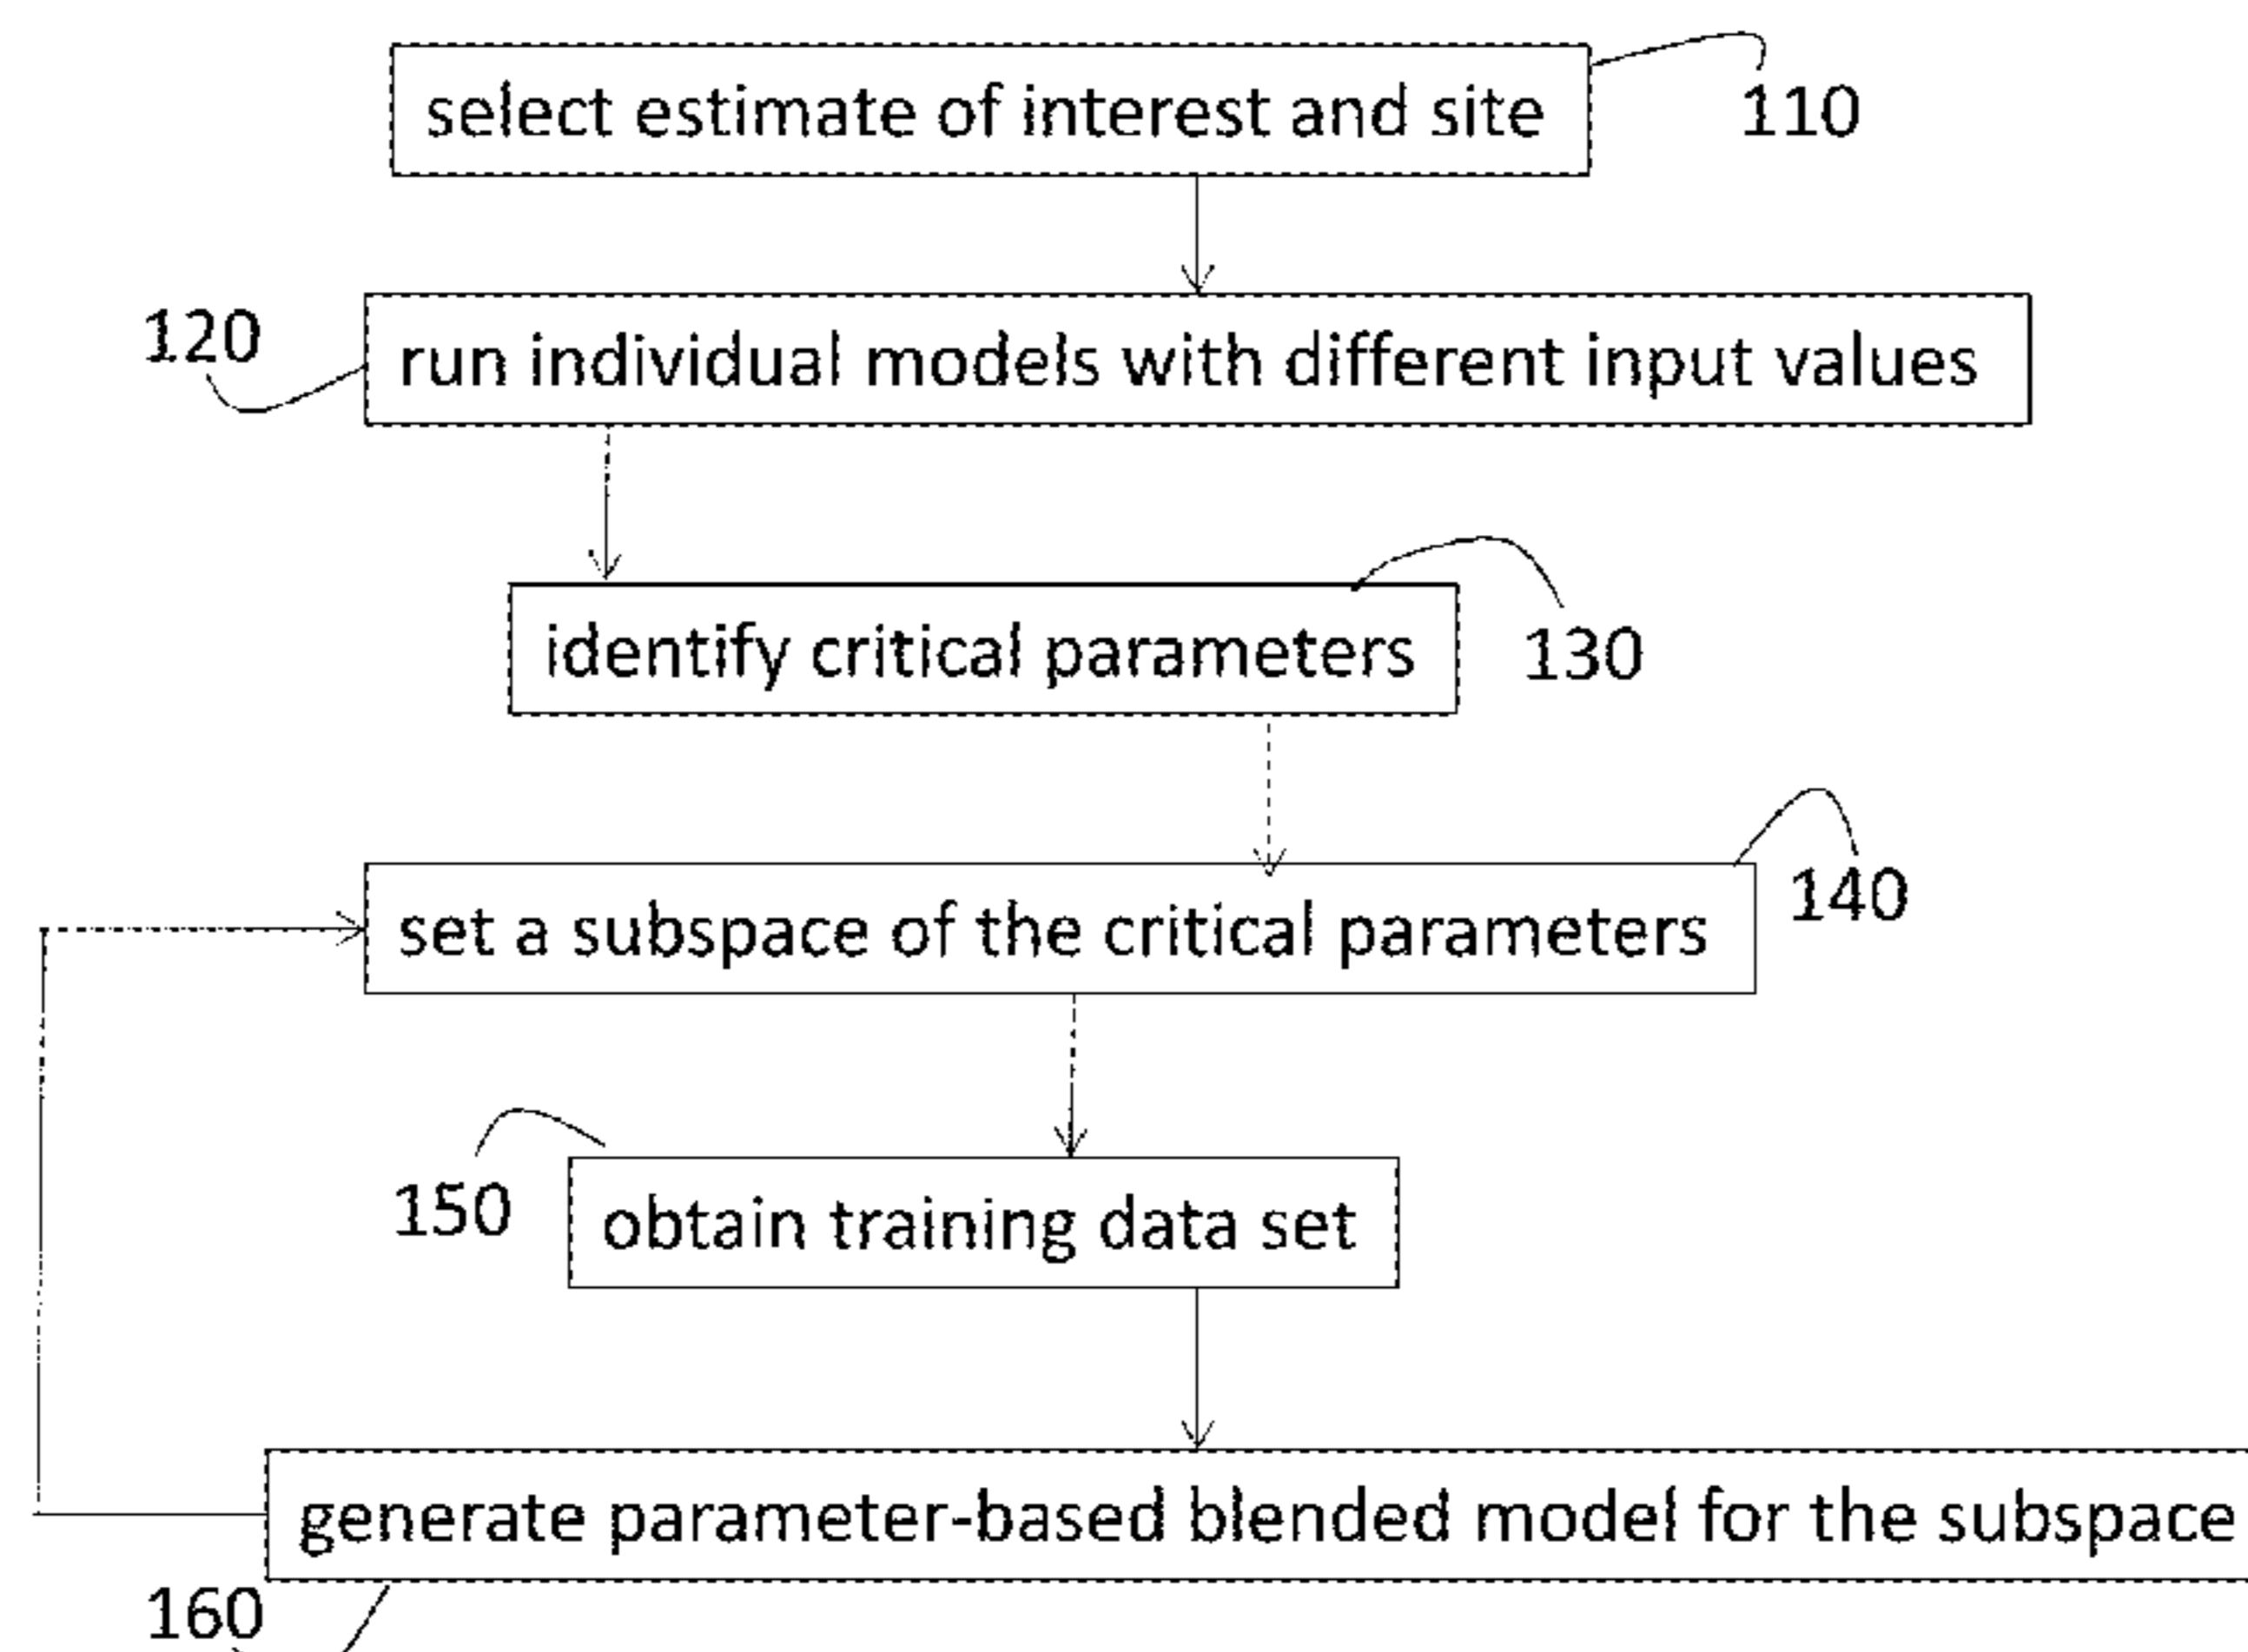 select estimate of interest and site
110
120
run individual models with different input values
identify critical parameters
130
set a subspace of the critical parameters
140
150
obtain training data set
generate parameter-based blended model for the subspace
160